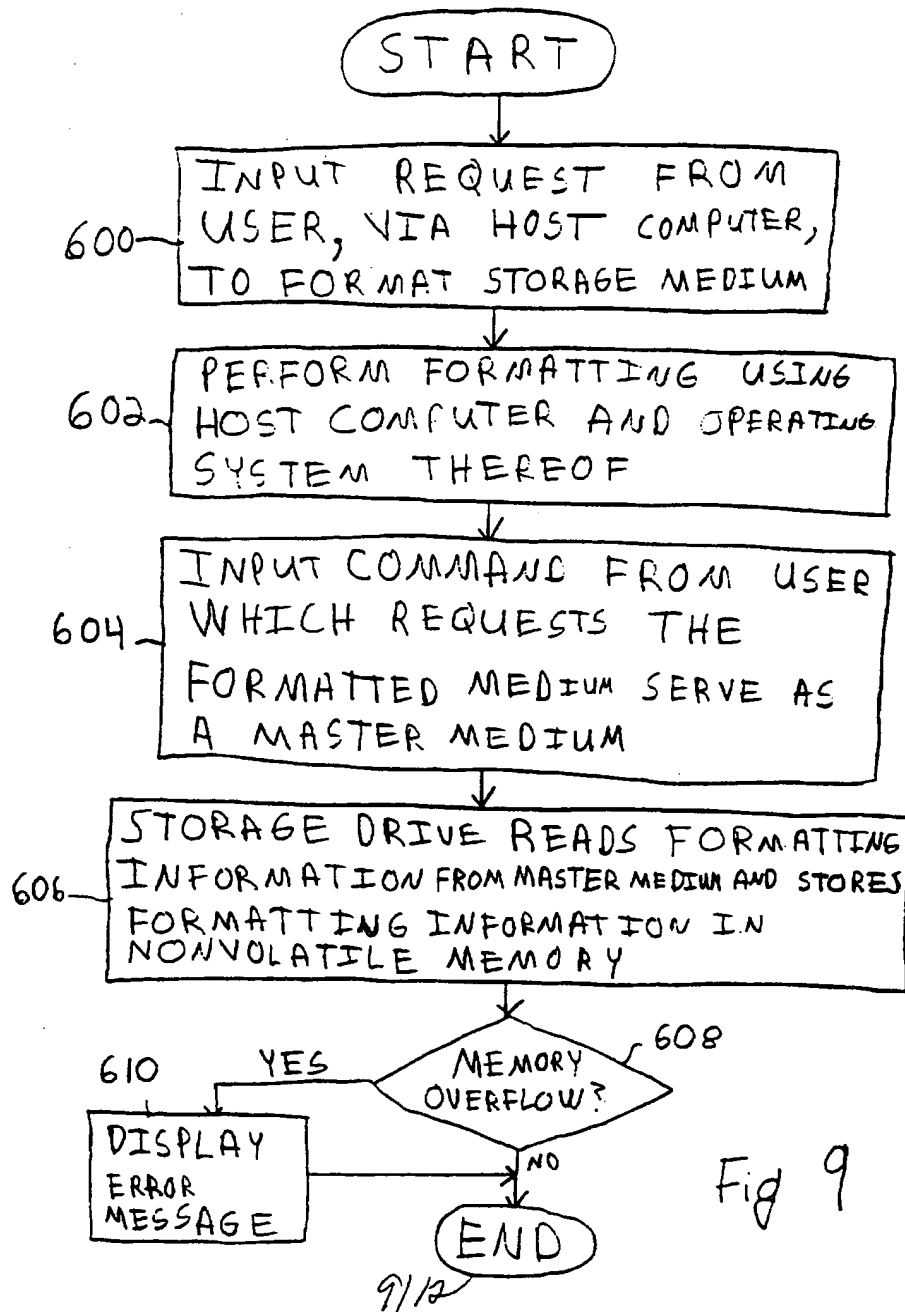 START
INPUT REQUEST FROM
USER, VIA HOST COMPUTER,
TO FORMAT STORAGE MEDIUM
600
PERFORM FORMATTING USING
HOST COMPUTER AND OPERATING
SYSTEM THEREOF
602
INPUT COMMAND FROM USER
WHICH REQUESTS THE
FORMATTED MEDIUM SERVE AS
A MASTER MEDIUM
604
STORAGE DRIVE READS FORMATTING
INFORMATION FROM MASTER MEDIUM AND STORES
FORMATTING INFORMATION IN
NONVOLATILE MEMORY
606
MEMORY
OVERFLOW?
608
YES
610
DISPLAY
ERROR
MESSAGE
NO
END
Fig 9
9/12